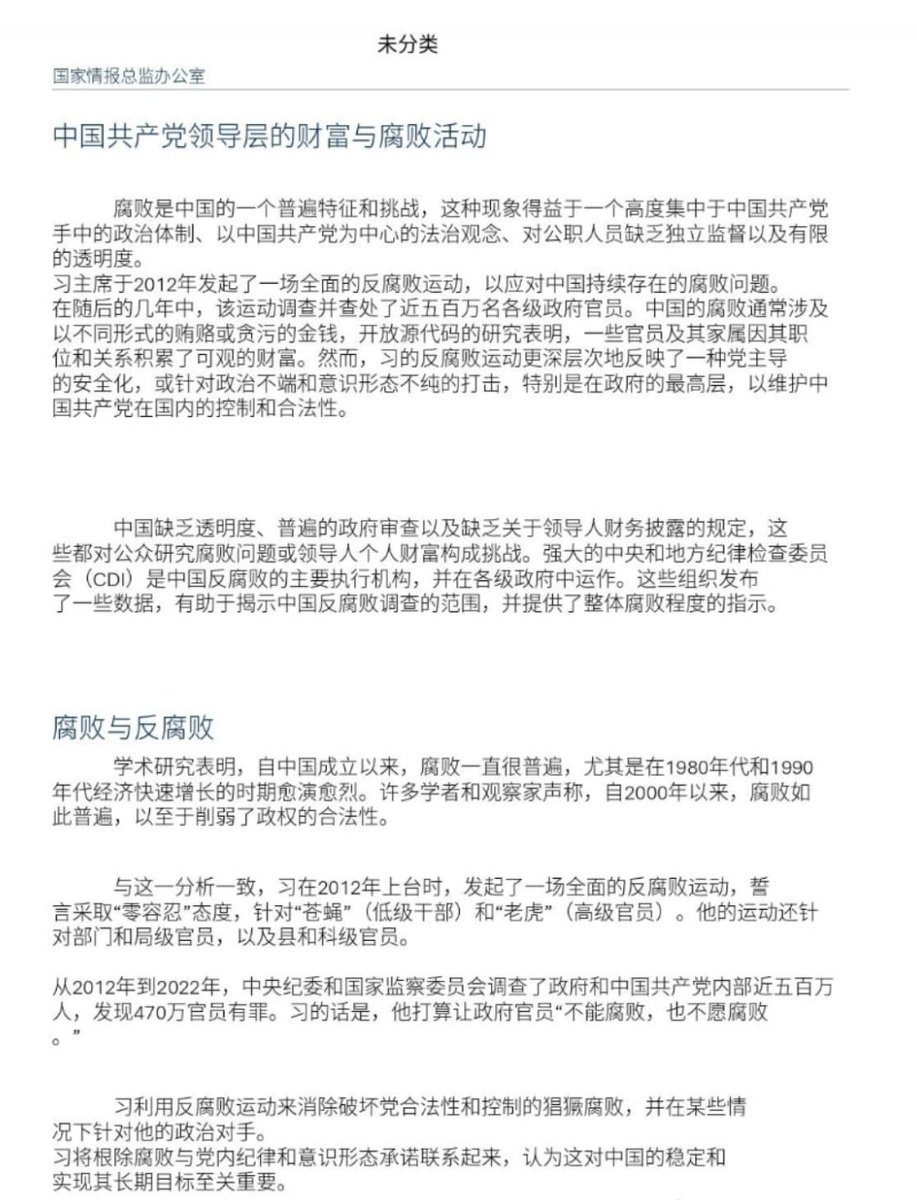 未分类
国家情报总监办公室
中国共产党领导层的财富与腐败活动
腐败是中国的一个普遍特征和挑战，这种现象得益于一个高度集中于中国共产党
手中的政治体制、以中国共产党为中心的法治观念、对公职人员缺乏独立监督以及有限
的透明度。
习主席于2012年发起了一场全面的反腐败运动，以应对中国持续存在的腐败问题。
在随后的几年中，该运动调查并查处了近五百万名各级政府官员。中国的腐败通常涉及
以不同形式的贿赂或贪污的金钱，开放源代码的研究表明，一些官员及其家属因其职
位和关系积累了可观的财富。然而，习的反腐败运动更深层次地反映了一种党主导
的安全化，或针对政治不端和意识形态不纯的打击，特别是在政府的最高层，以维护中
国共产党在国内的控制和合法性。
中国缺乏透明度、普遍的政府审查以及缺乏关于领导人财务披露的规定，这
些都对公众研究腐败问题或领导人个人财富构成挑战。强大的中央和地方纪律检查委员
会（CDI）是中国反腐败的主要执行机构，并在各级政府中运作。这些组织发布
了一些数据，有助于揭示中国反腐败调查的范围，并提供了整体腐败程度的指示。
腐败与反腐败
学术研究表明，自中国成立以来，腐败一直很普遍，尤其是在1980年代和1990
年代经济快速增长的时期愈演愈烈。许多学者和观察家声称，自2000年以来，腐败如
此普遍，以至于削弱了政权的合法性。
与这一分析一致，习在2012年上台时，发起了一场全面的反腐败运动，誓
言采取“零容忍”态度，针对“苍蝇”（低级干部）和“老虎”（高级官员）。他的运动还针
对部门和局级官员，以及县和科级官员。
从2012年到2022年，中央纪委和国家监察委员会调查了政府和中国共产党内部近五百万
人，发现470万官员有罪。习的话是，他打算让政府官员“不能腐败，也不愿腐败
。”
习利用反腐败运动来消除破坏党合法性和控制的猖獗腐败，并在某些情
况下针对他的政治对手。
习将根除腐败与党内纪律和意识形态承诺联系起来，认为这对中国的稳定和
实现其长期目标至关重要。